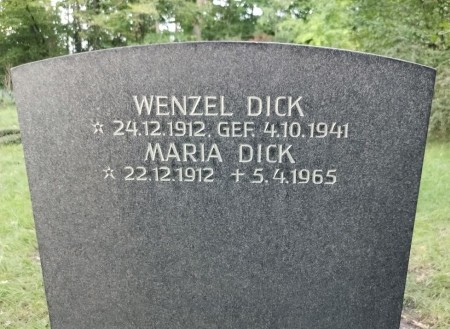 WENZEL DICK
☆ 24.12.1912, GEF. 4.10.1941
MARIA DICK
☆ 22.12.1912 + 5.4.1965